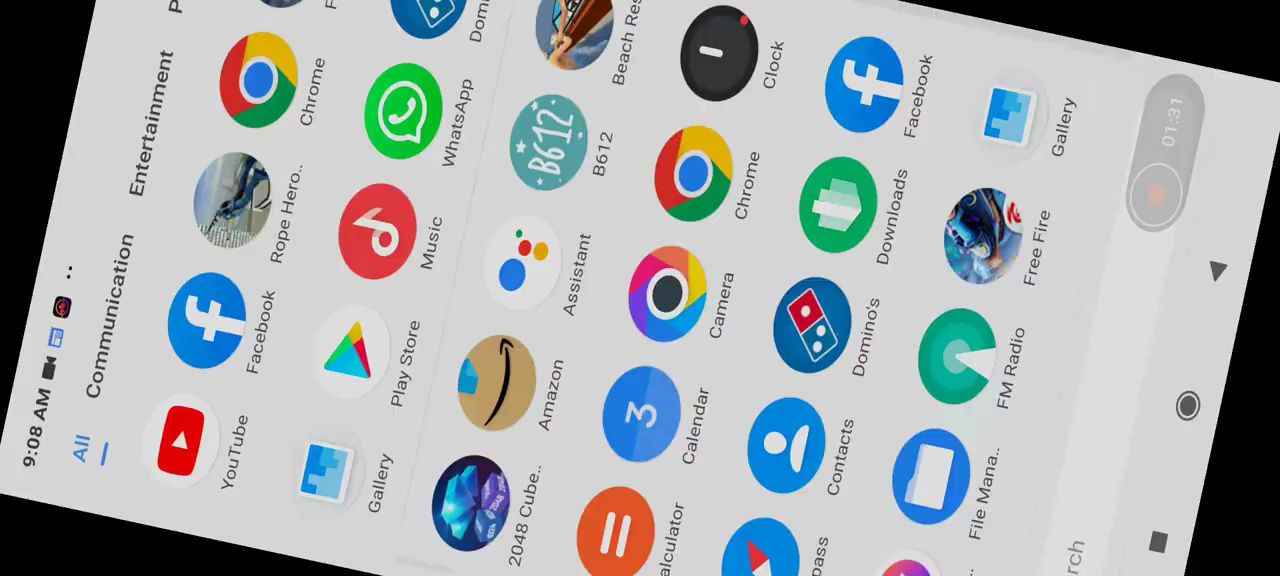 9:08 AM
All Communication Entertainment P
YouTube Facebook Rope Hero.. Chrome F
Gallery Play Store Music WhatsApp Domi
2048 Cube.. Amazon Assistant B612 Beach Res
alculator Calendar Camera Chrome Clock
pass Contacts Domino's Downloads Facebook
.. File Mana.. FM Radio Free Fire Gallery
rch
01:31